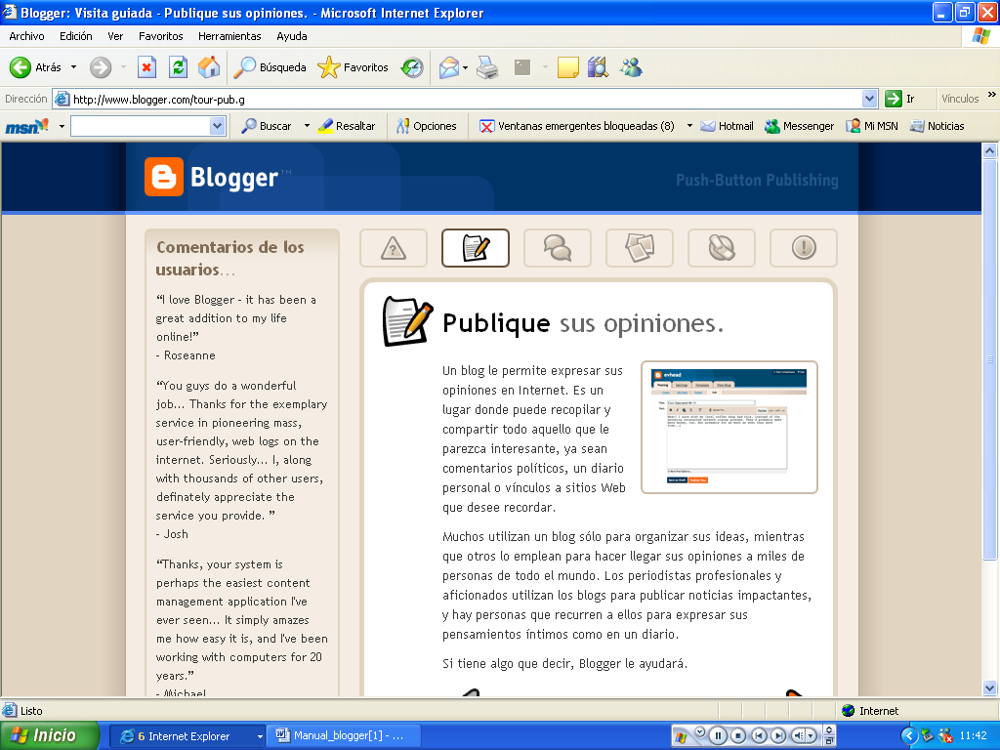 Blogger: Visita guiada - Publique sus opiniones. - Microsoft Internet Explorer
Archivo Edición Ver Favoritos Herramientas Ayuda
Atrás Búsqueda Favoritos
Dirección http://www.blogger.com/tour-pub.g Ir Vínculos »
msn Buscar Resaltar Opciones Ventanas emergentes bloqueadas (8) Hotmail Messenger Mi MSN Noticias
Blogger™
Push-Button Publishing
Comentarios de los
usuarios...
“I love Blogger - it has been a
great addition to my life
online!”
- Roseanne
“You guys do a wonderful
job... Thanks for the exemplary
service in pioneering mass,
user-friendly, web logs on the
internet. Seriously... I, along
with thousands of other users,
definately appreciate the
service you provide. ”
- Josh
“Thanks, your system is
perhaps the easiest content
management application I've
ever seen... It simply amazes
me how easy it is, and I've been
working with computers for 20
years.”
- Michael
Publique sus opiniones.
Un blog le permite expresar sus
opiniones en Internet. Es un
lugar donde puede recopilar y
compartir todo aquello que le
parezca interesante, ya sean
comentarios políticos, un diario
personal o vínculos a sitios Web
que desee recordar.
evhead
Muchos utilizan un blog sólo para organizar sus ideas, mientras
que otros lo emplean para hacer llegar sus opiniones a miles de
personas de todo el mundo. Los periodistas profesionales y
aficionados utilizan los blogs para publicar noticias impactantes,
y hay personas que recurren a ellos para expresar sus
pensamientos íntimos como en un diario.
Si tiene algo que decir, Blogger le ayudará.
Listo Internet
Inicio 6 Internet Explorer Manual_blogger[1] - ... 11:42